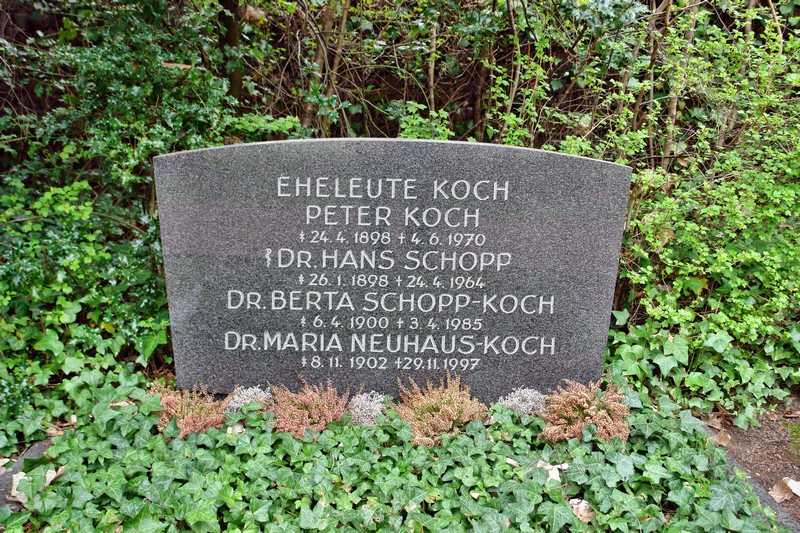 EHELEUTE KOCH
PETER KOCH
* 24. 4. 1898 + 4. 6. 1970
DR. HANS SCHOPP
* 26. 1. 1898 + 24. 4. 1964
DR. BERTA SCHOPP-KOCH
* 6. 4. 1900 + 3. 4. 1985
DR. MARIA NEUHAUS-KOCH
* 8. 11. 1902 + 29. 11. 1997